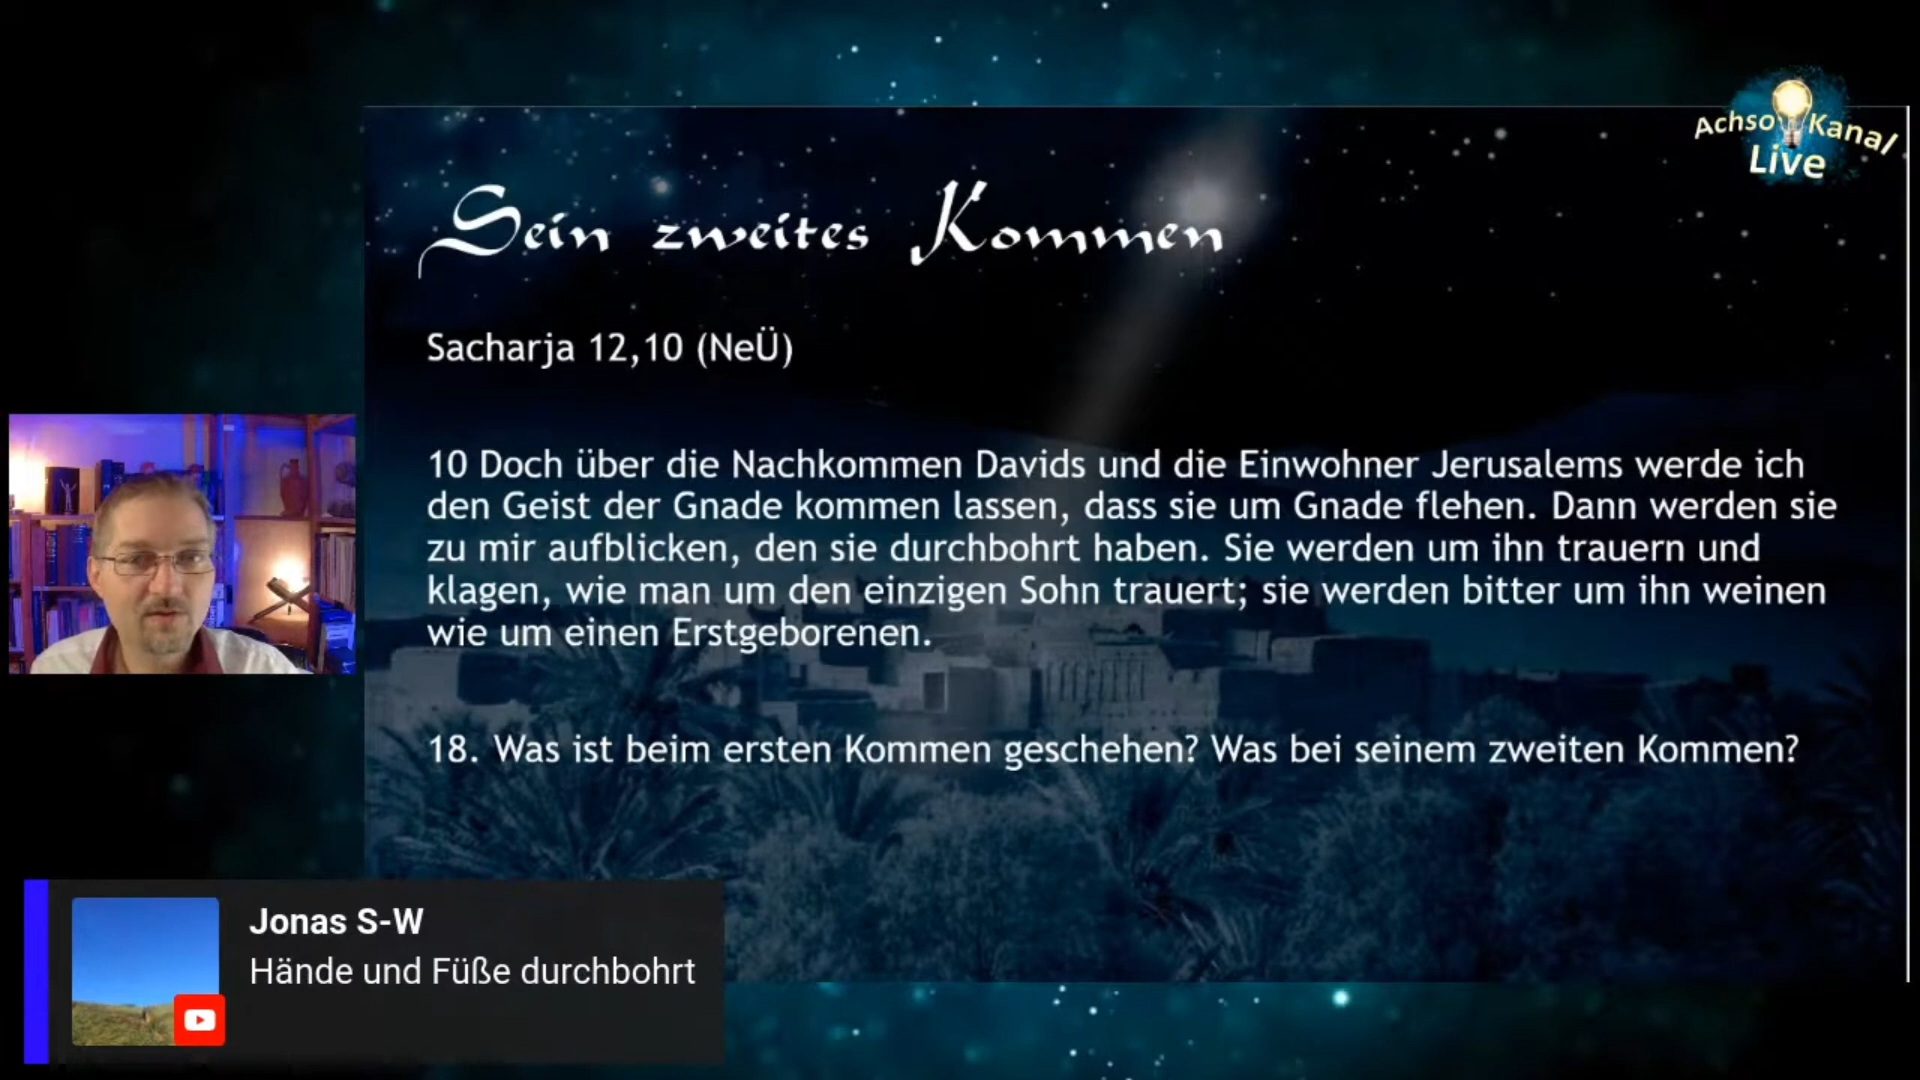 Achso Kanal
Live
Sein zweites Kommen
Sacharja 12,10 (NeÜ)
10 Doch über die Nachkommen Davids und die Einwohner Jerusalems werde ich
den Geist der Gnade kommen lassen, dass sie um Gnade flehen. Dann werden sie
zu mir aufblicken, den sie durchbohrt haben. Sie werden um ihn trauern und
klagen, wie man um den einzigen Sohn trauert; sie werden bitter um ihn weinen
wie um einen Erstgeborenen.
18. Was ist beim ersten Kommen geschehen? Was bei seinem zweiten Kommen?
Jonas S-W
Hände und Füße durchbohrt